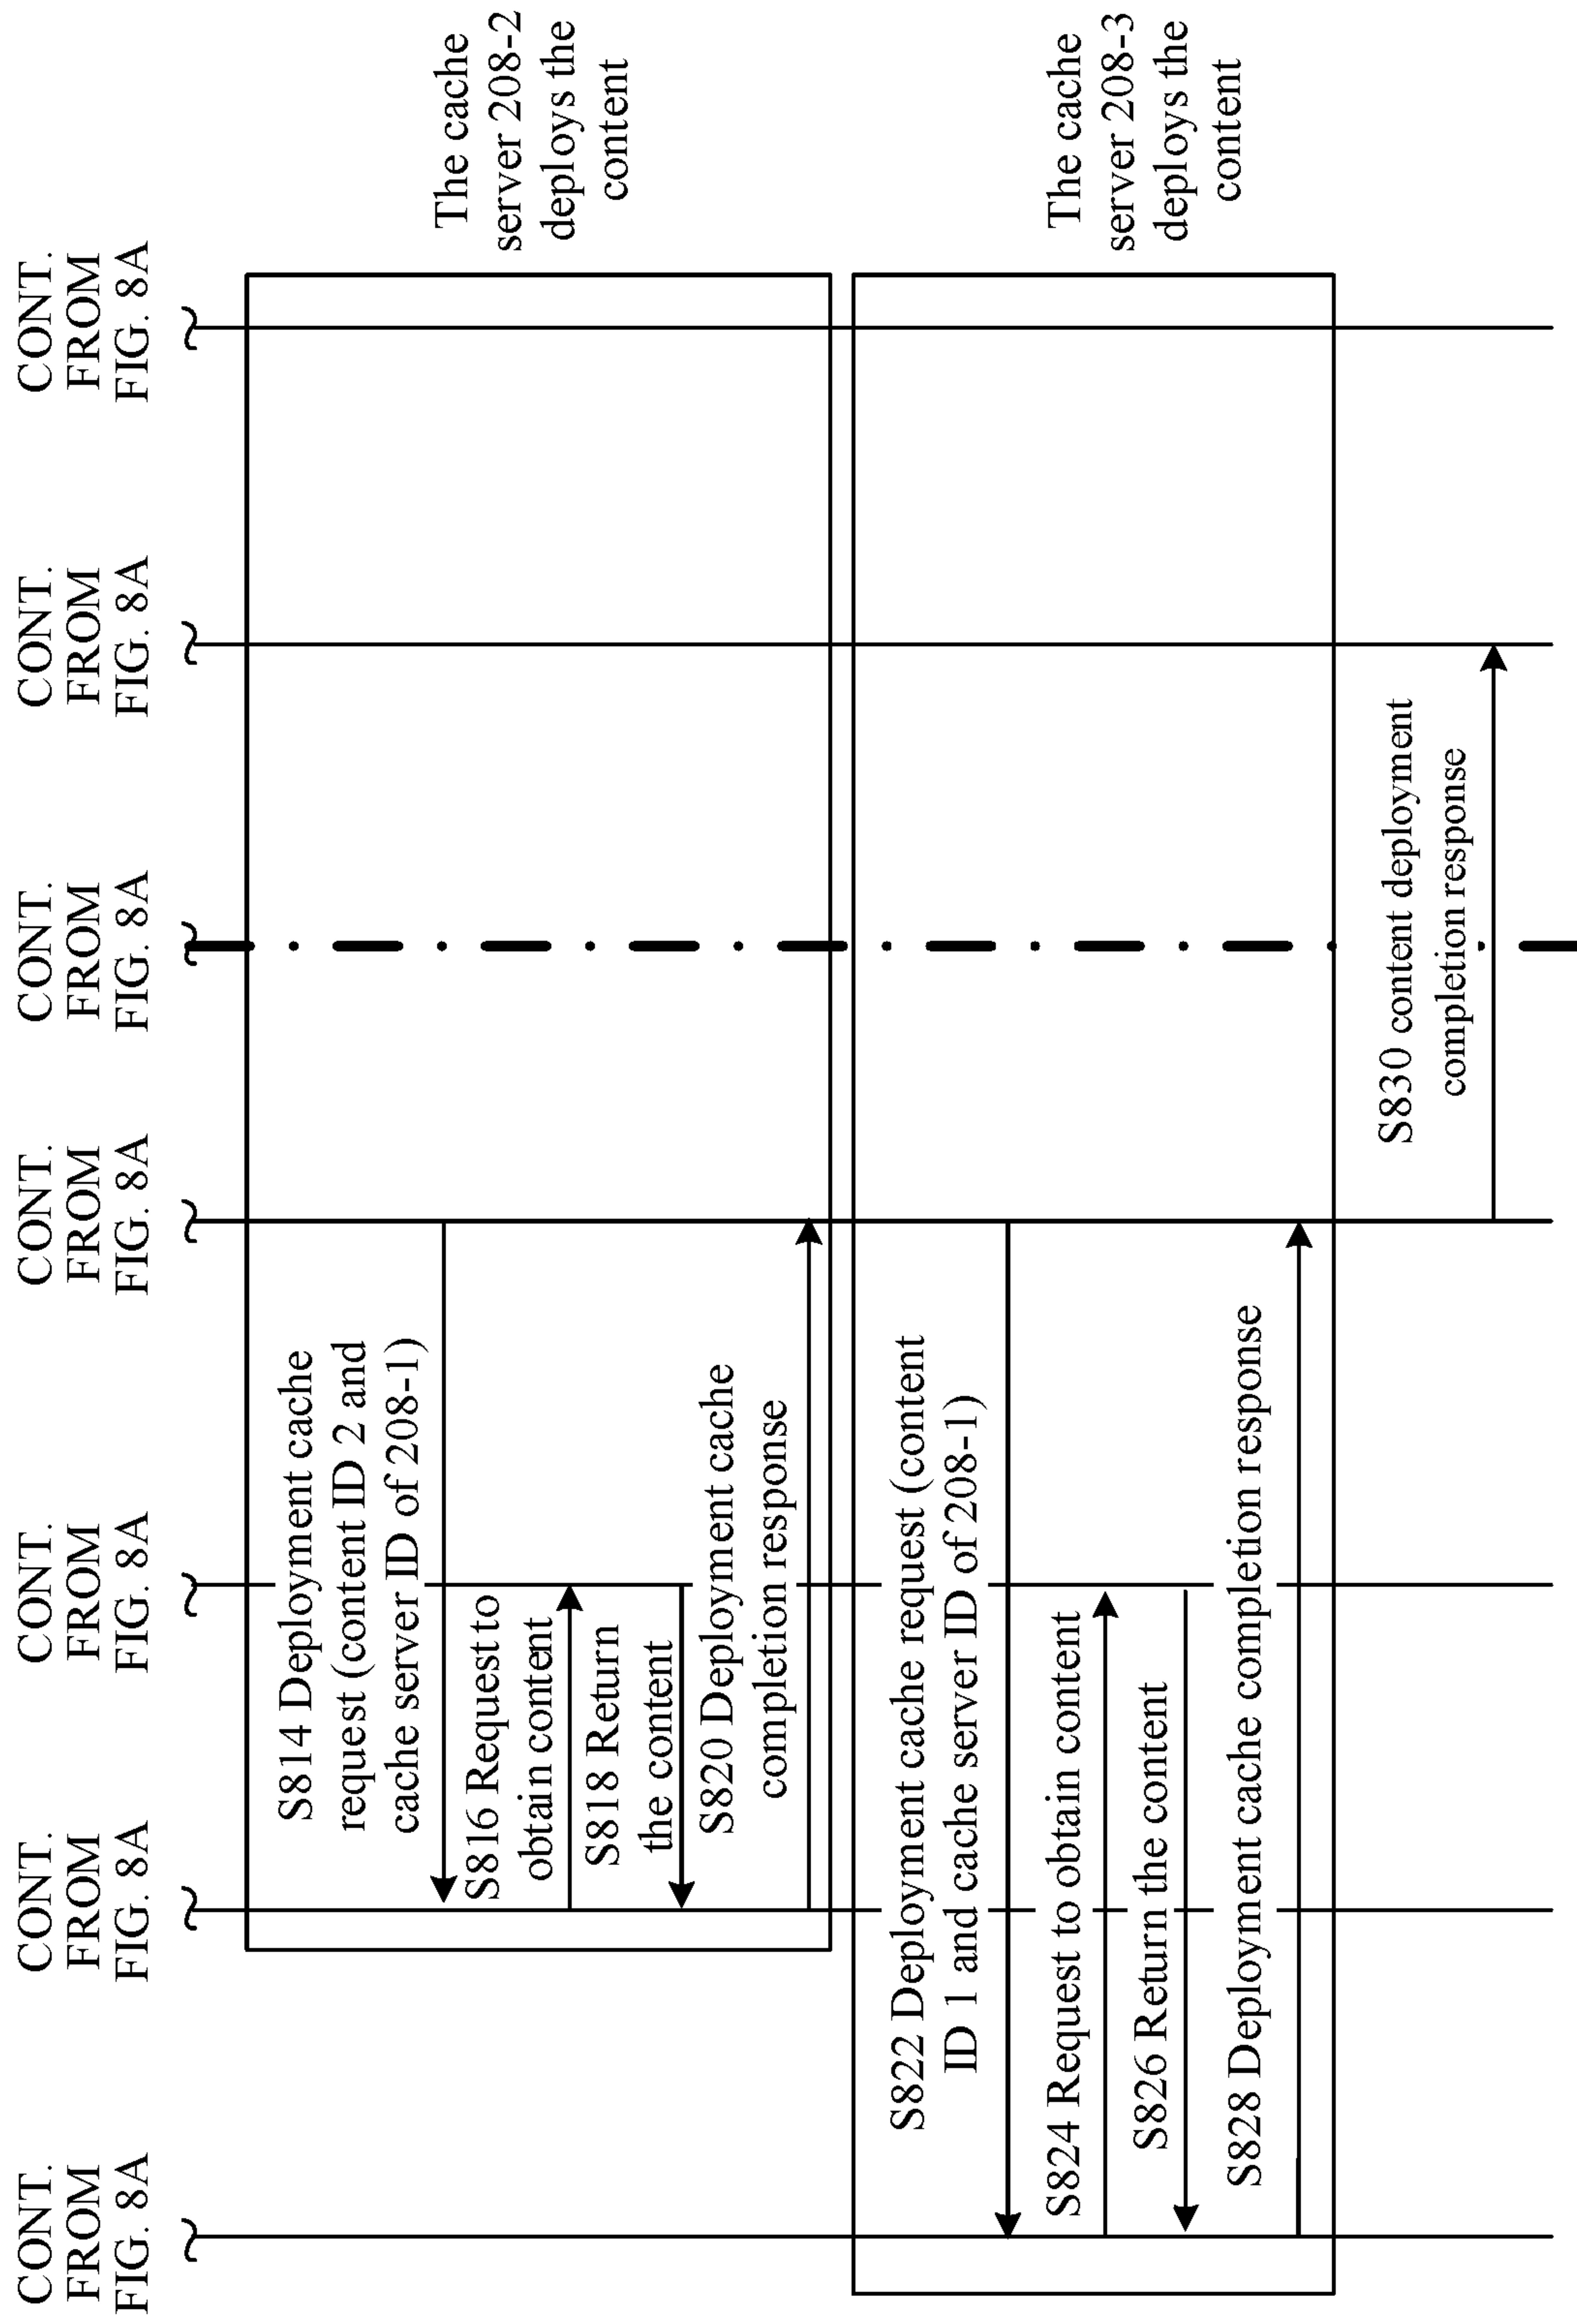 CONT.
FROM
FIG. 8A
CONT.
FROM
FIG. 8A
CONT.
FROM
FIG. 8A
CONT.
FROM
FIG. 8A
CONT.
FROM
FIG. 8A
CONT.
FROM
FIG. 8A
CONT.
FROM
FIG. 8A
S814 Deployment cache
request (content ID 2 and
cache server ID of 208-1)
S816 Request to
obtain content
S818 Return
the content
S820 Deployment cache
completion response
The cache
server 208-2
deploys the
content
S822 Deployment cache request (content
ID 1 and cache server ID of 208-1)
S824 Request to obtain content
S826 Return the content
S828 Deployment cache completion response
The cache
server 208-3
deploys the
content
S830 content deployment
completion response